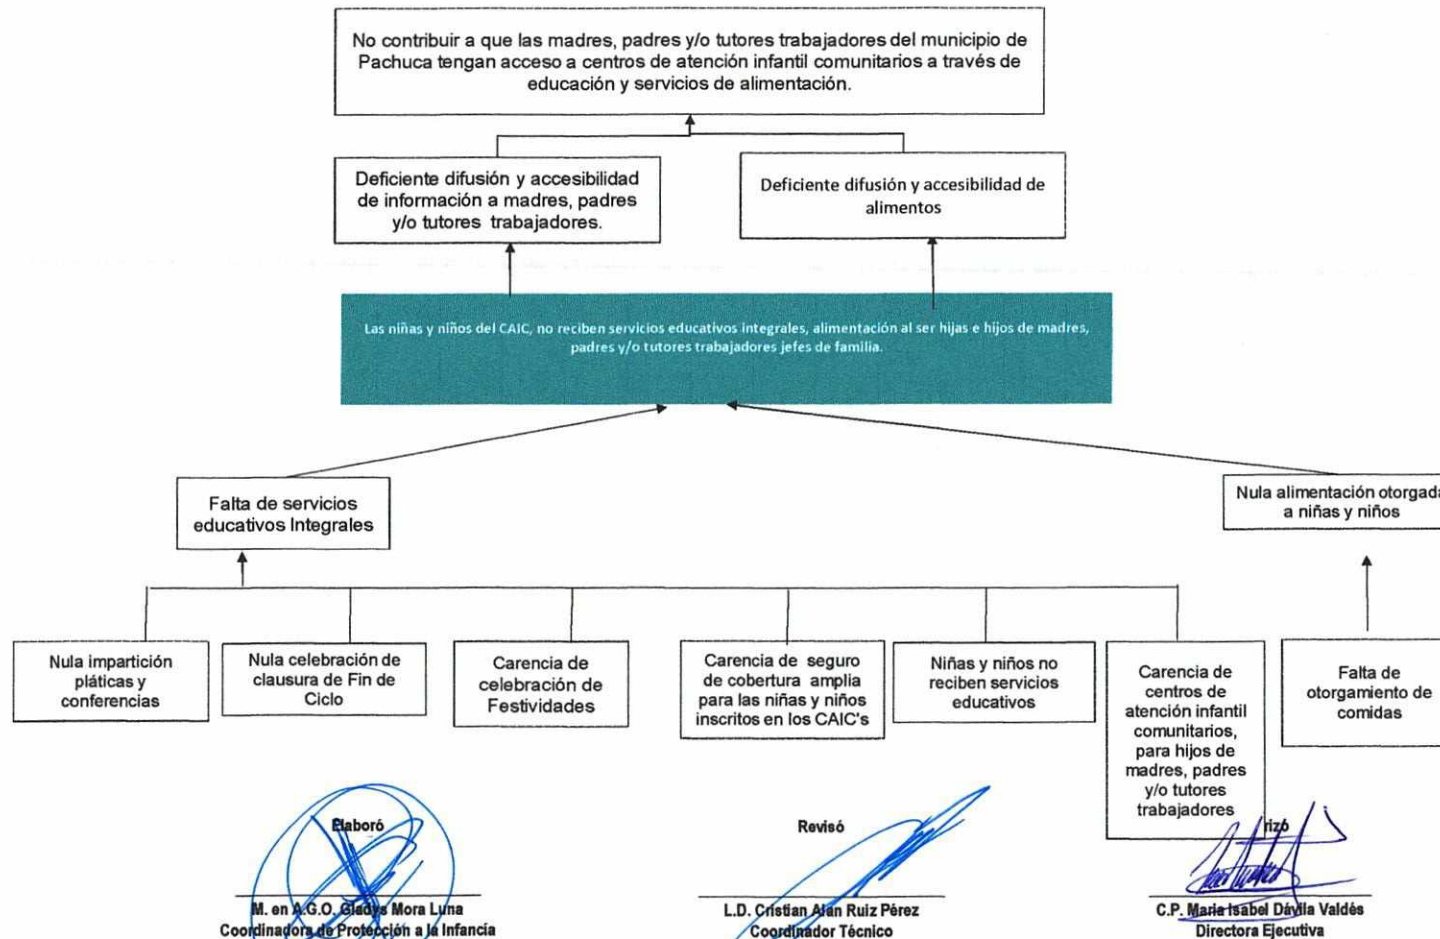 No contribuir a que las madres, padres y/o tutores trabajadores del municipio de
Pachuca tengan acceso a centros de atención infantil comunitarios a través de
educación y servicios de alimentación.
Deficiente difusión y accesibilidad
de información a madres, padres
y/o tutores trabajadores.
Deficiente difusión y accesibilidad de
alimentos
Las niñas y niños del CAIC, no reciben servicios educativos integrales, alimentación al ser hijas e hijos de madres,
padres y/o tutores trabajadores jefes de familia.
Falta de servicios
educativos Integrales
Nula alimentación otorgada
a niñas y niños
Nula impartición
pláticas y
conferencias
Nula celebración de
clausura de Fin de
Ciclo
Carencia de
celebración de
Festividades
Carencia de seguro
de cobertura amplia
para las niñas y niños
inscritos en los CAIC's
Niñas y niños no
reciben servicios
educativos
Carencia de
centros de
atención infantil
comunitarios,
para hijos de
madres, padres
y/o tutores
trabajadores
Falta de
otorgamiento de
comidas
Elaboró
M. en A.G.O. Gladys Mora Luna
Coordinadora de Protección a la Infancia
Revisó
L.D. Cristian Alan Ruiz Pérez
Coordinador Técnico
rizó
C.P. Maria Isabel Dávila Valdés
Directora Ejecutiva